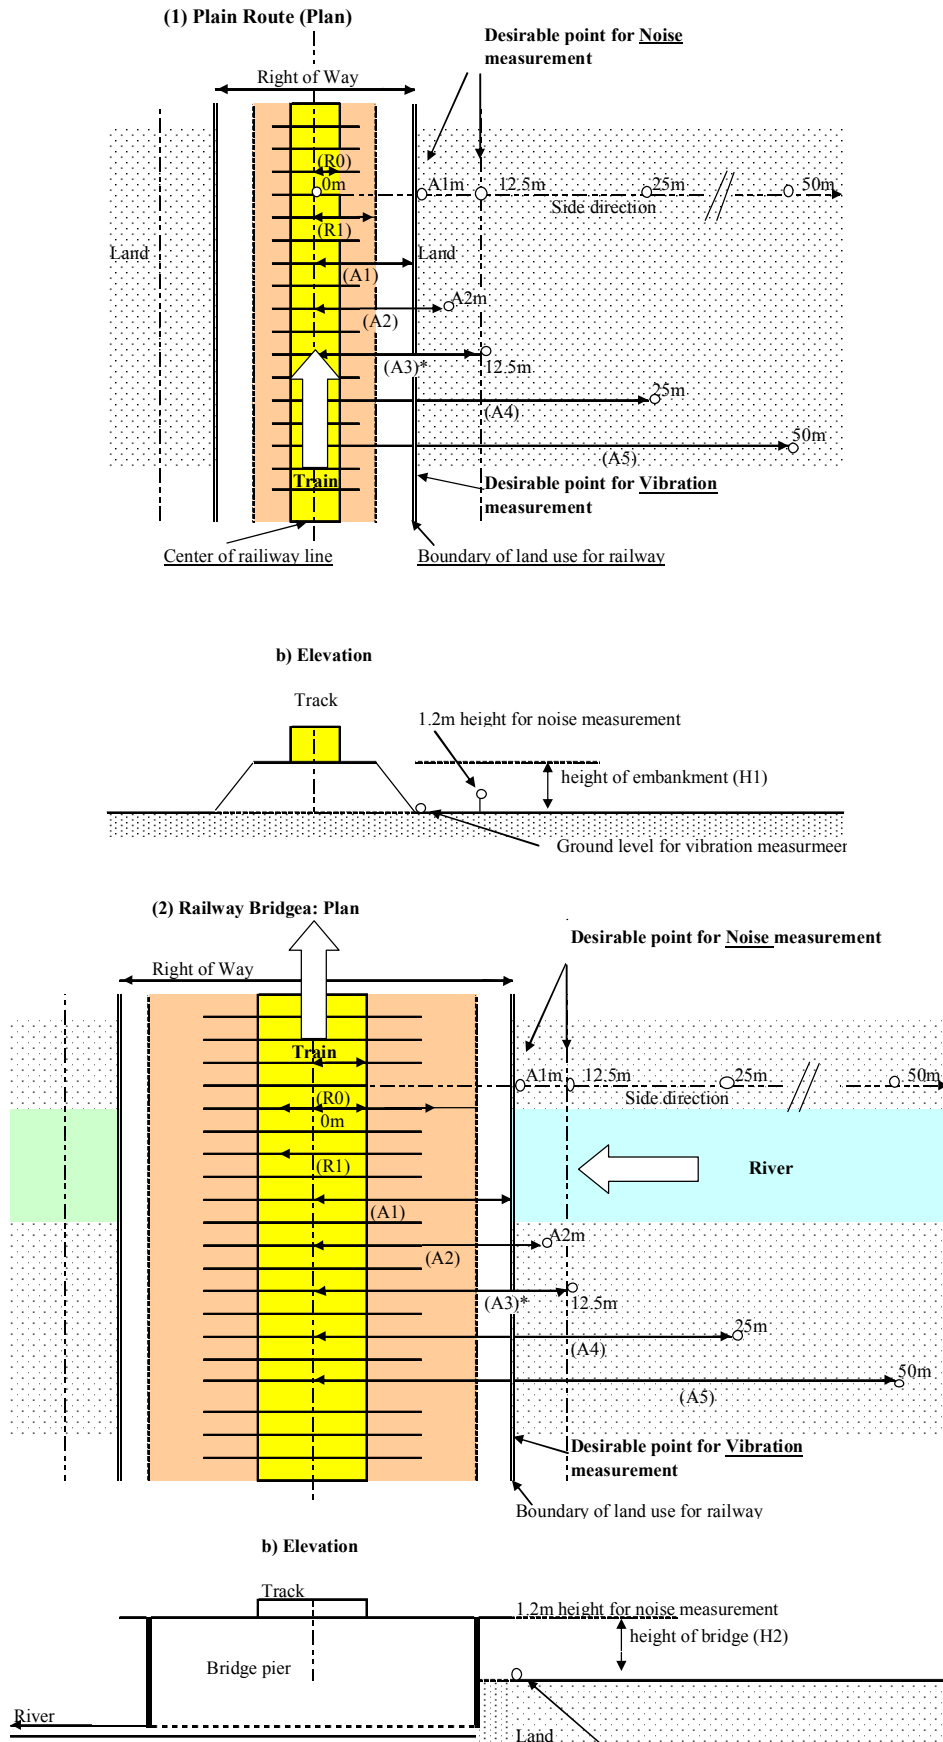 (1) Plain Route (Plan)
Desirable point for Noise
measurement
Right of Way
(R0)
0m
A1m
12.5m
25m
50m
Side direction
(R1)
Land
Land
(A1)
A2m
(A2)
(A3)*
12.5m
25m
(A4)
50m
(A5)
Train
Desirable point for Vibration
measurement
Center of railiway line
Boundary of land use for railway
b) Elevation
Track
1.2m height for noise measurement
height of embankment (H1)
Ground level for vibration measurmeer
(2) Railway Bridgea: Plan
Desirable point for Noise measurement
Right of Way
Train
A1m
12.5m
25m
50m
Side direction
(R0)
0m
(R1)
River
(A1)
A2m
(A2)
(A3)*
12.5m
25m
(A4)
50m
(A5)
Desirable point for Vibration
measurement
Boundary of land use for railway
b) Elevation
Track
1.2m height for noise measurement
height of bridge (H2)
Bridge pier
River
Land